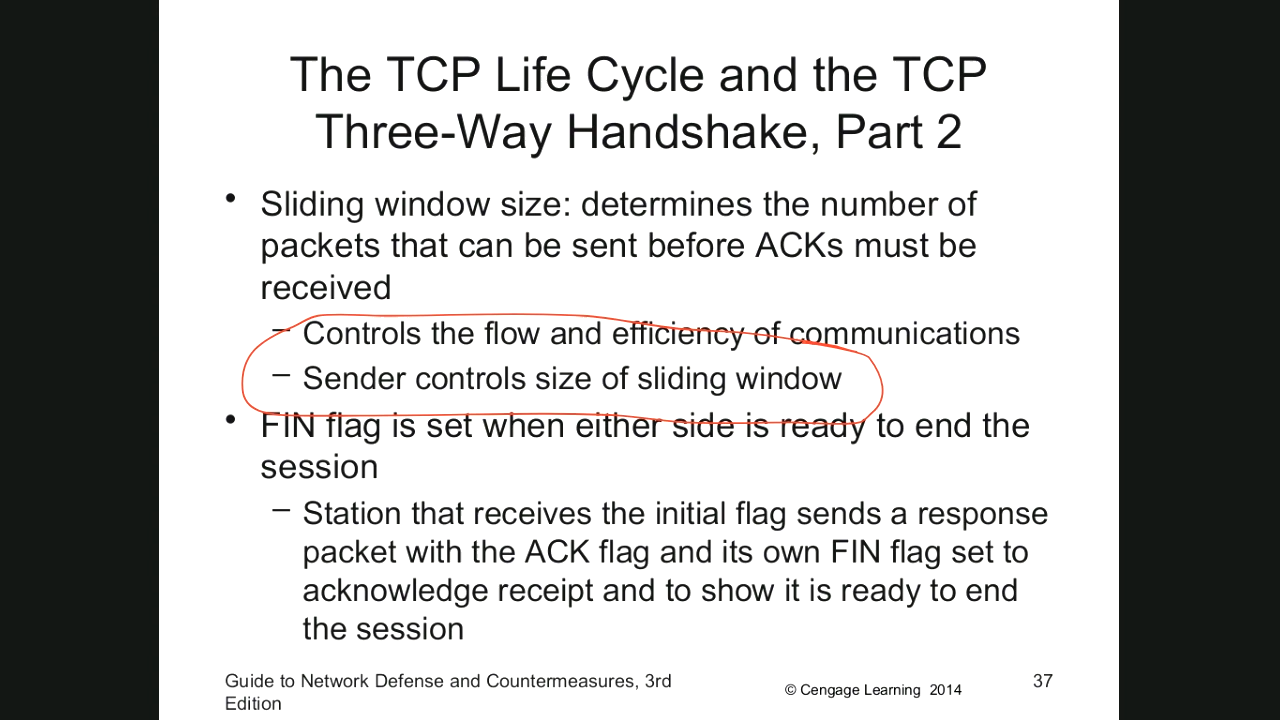 The TCP Life Cycle and the TCP
Three-Way Handshake, Part 2
• Sliding window size: determines the number of
packets that can be sent before ACKs must be
received
– Controls the flow and efficiency of communications
– Sender controls size of sliding window
• FIN flag is set when either side is ready to end the
session
– Station that receives the initial flag sends a response
packet with the ACK flag and its own FIN flag set to
acknowledge receipt and to show it is ready to end
the session
Guide to Network Defense and Countermeasures, 3rd
Edition
© Cengage Learning 2014
37